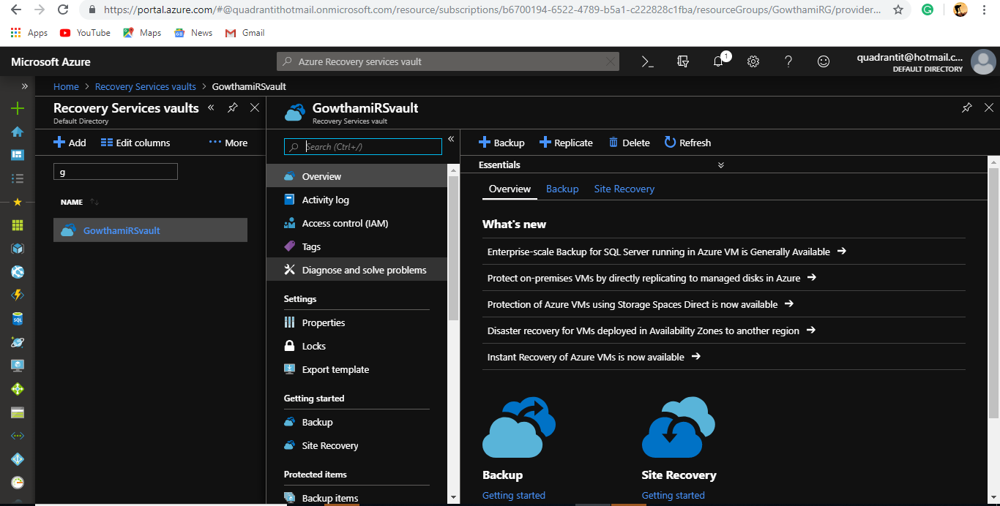 https://portal.azure.com/#@quadrantithotmail.onmicrosoft.com/resource/subscriptions/b6700194-6522-4789-b5a1-c222828c1fba/resourceGroups/GowthamiRG/provider...
Apps YouTube Maps News Gmail
Microsoft Azure
Azure Recovery services vault
1
quadrantit@hotmail.c...
DEFAULT DIRECTORY
Home > Recovery Services vaults > GowthamiRSvault
Recovery Services vaults
Default Directory
Add Edit columns ... More
g
NAME
GowthamiRSvault
GowthamiRSvault
Recovery Services vault
Search (Ctrl+/)
Overview
Activity log
Access control (IAM)
Tags
Diagnose and solve problems
Settings
Properties
Locks
Export template
Getting started
Backup
Site Recovery
Protected items
Backup items
Backup Replicate Delete Refresh
Essentials
Overview Backup Site Recovery
What's new
Enterprise-scale Backup for SQL Server running in Azure VM is Generally Available →
Protect on-premises VMs by directly replicating to managed disks in Azure →
Protection of Azure VMs using Storage Spaces Direct is now available →
Disaster recovery for VMs deployed in Availability Zones to another region →
Instant Recovery of Azure VMs is now available →
Backup
Getting started
Site Recovery
Getting started
SQL